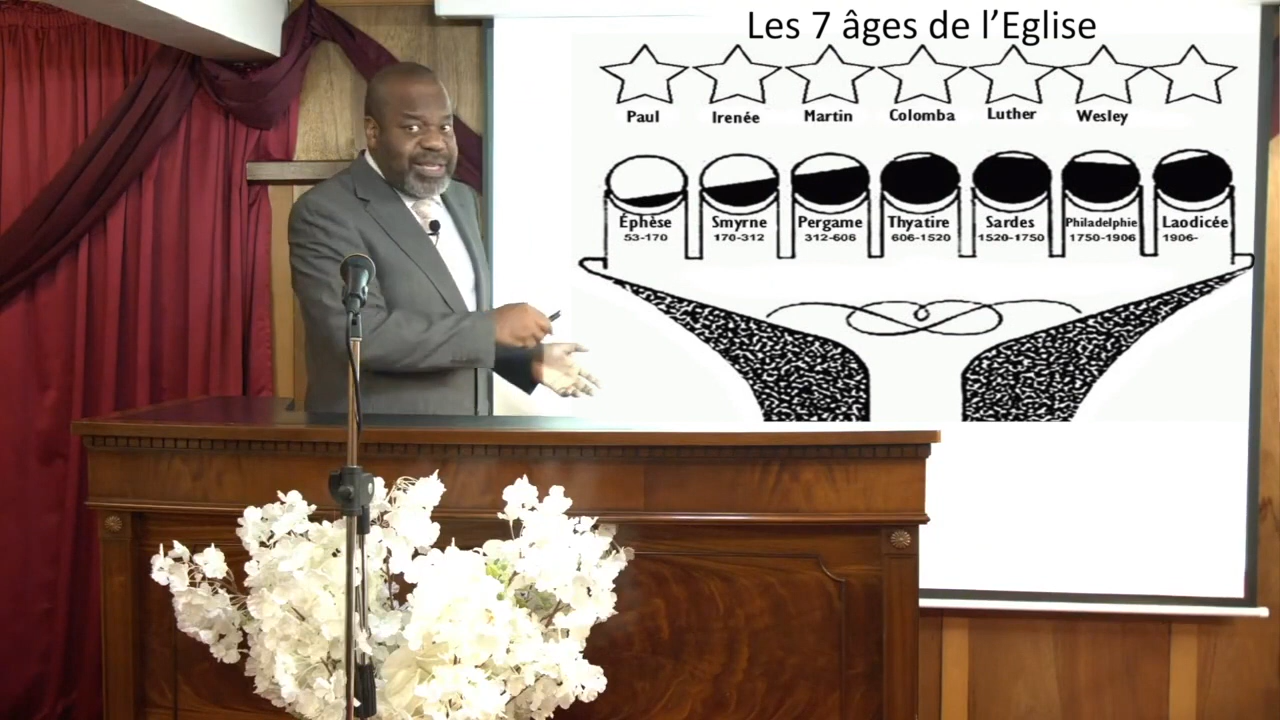 Les 7 âges de l’Eglise
Paul Irenée Martin Colomba Luther Wesley
Éphèse Smyrne Pergame Thyatire Sardes Philadelphie Laodicée
53-170 170-312 312-606 606-1520 1520-1750 1750-1906 1906-